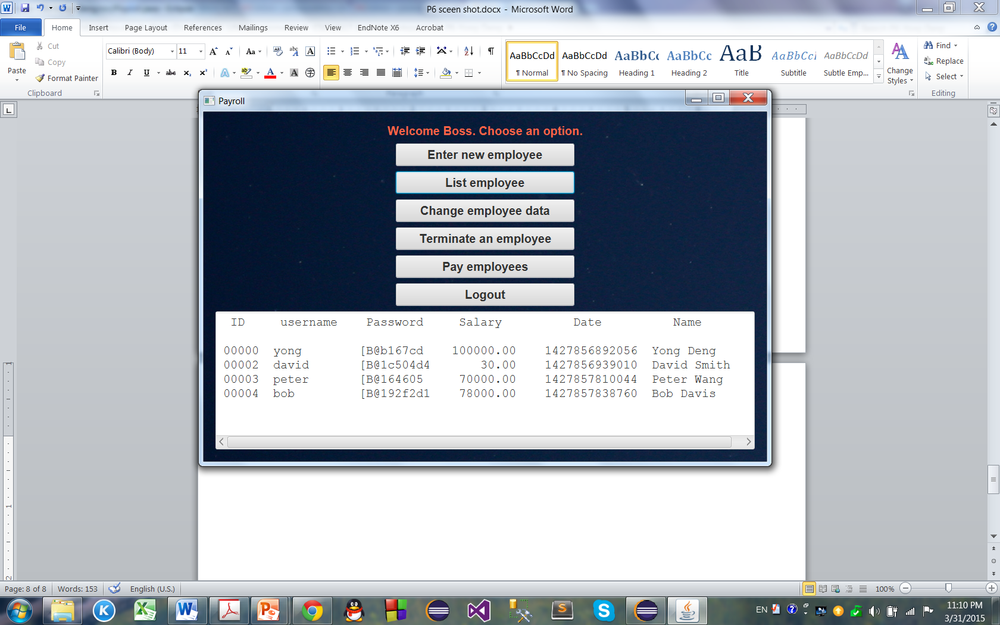 P6 sceen shot.docx - Microsoft Word
File Home Insert Page Layout References Mailings Review View EndNote X6 Acrobat
Paste
Cut
Copy
Format Painter
Clipboard
Calibri (Body) 11
AaBbCcDd AaBbCcDd AaBbCc AaBbCc AaB AaBbCcI AaBbCcDd
¶ Normal ¶ No Spacing Heading 1 Heading 2 Title Subtitle Subtle Emp...
Change Styles
Find
Replace
Select
Editing
Payroll
Welcome Boss. Choose an option.
Enter new employee
List employee
Change employee data
Terminate an employee
Pay employees
Logout
ID username Password Salary Date Name
00000 yong [B@b167cd 100000.00 1427856892056 Yong Deng
00002 david [B@1c504d4 30.00 1427856939010 David Smith
00003 peter [B@164605 70000.00 1427857810044 Peter Wang
00004 bob [B@192f2d1 78000.00 1427857838760 Bob Davis
Page: 8 of 8 Words: 153 English (U.S.) 100%
EN
11:10 PM
3/31/2015